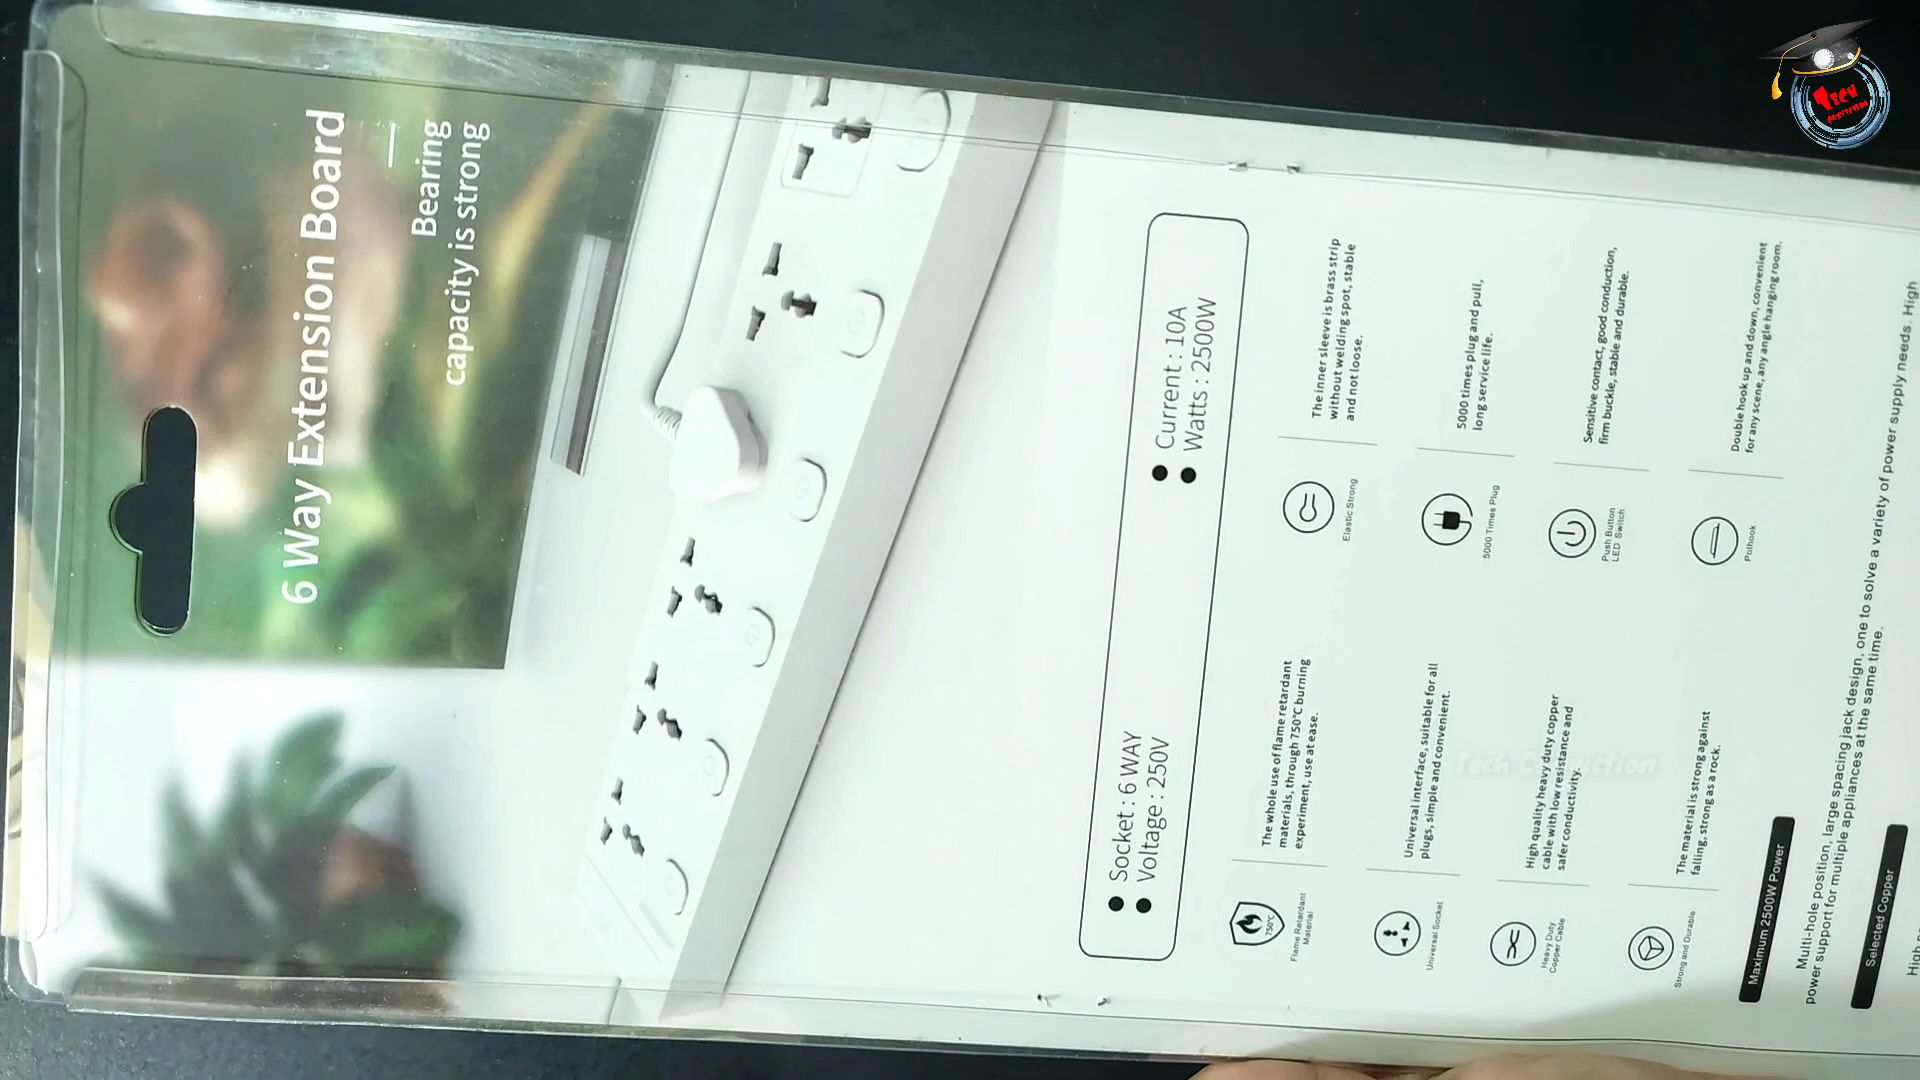 6 Way Extension Board
Bearing
capacity is strong
Socket : 6 WAY
Voltage : 250V
Current : 10A
Watts : 2500W
750℃
Flame Retardant
Material
The whole use of flame retardant
materials, through 750℃ burning
experiment, use at ease.
Elastic Strong
The inner sleeve is brass strip
without welding spot, stable
and not loose.
Universal Socket
Universal interface, suitable for all
plugs, simple and convenient.
5000 Times Plug
5000 times plug and pull,
long service life.
Heavy Duty
Copper Cable
High quality heavy duty copper
cable with low resistance and
safer conductivity.
Push Button
LED Switch
Sensitive contact, good conduction,
firm buckle, stable and durable.
Strong and Durable
The material is strong against
falling, strong as a rock.
Pothook
Double hook up and down, convenient
for any scene, any angle hanging room.
Maximum 2500W Power
Multi-hole position, large spacing jack design, one to solve a variety of power supply needs. High
power support for multiple appliances at the same time.
Selected Copper
Tech